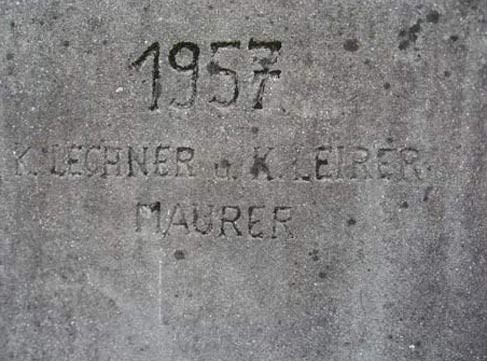 1957
K. LECHNER u. K. LEIRER
MAURER